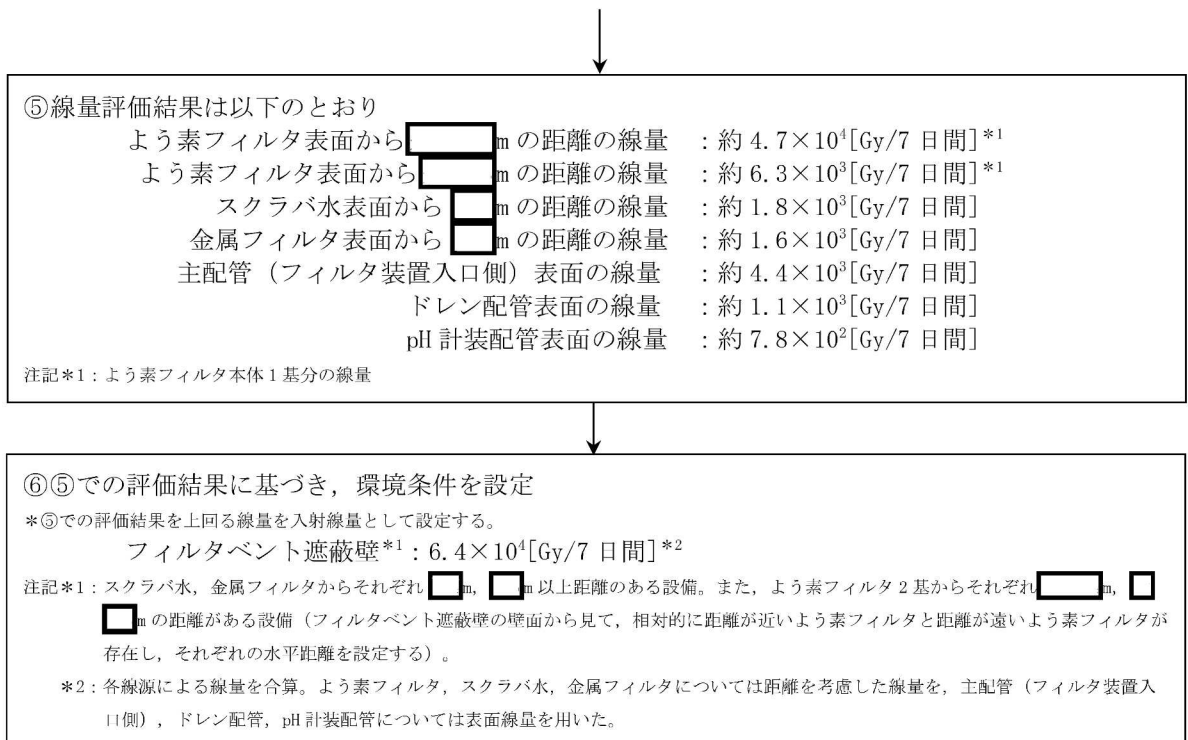 ⑤線量評価結果は以下のとおり
よう素フィルタ表面から m の距離の線量 : 約 4.7×10⁴[Gy/7 日間]*1
よう素フィルタ表面から m の距離の線量 : 約 6.3×10³[Gy/7 日間]*1
スクラバ水表面から m の距離の線量 : 約 1.8×10³[Gy/7 日間]
金属フィルタ表面から m の距離の線量 : 約 1.6×10³[Gy/7 日間]
主配管（フィルタ装置入口側）表面の線量 : 約 4.4×10³[Gy/7 日間]
ドレン配管表面の線量 : 約 1.1×10³[Gy/7 日間]
pH 計装配管表面の線量 : 約 7.8×10²[Gy/7 日間]
注記*1：よう素フィルタ本体1基分の線量
⑥⑤での評価結果に基づき，環境条件を設定
*⑤での評価結果を上回る線量を入射線量として設定する。
フィルタベント遮蔽壁*1：6.4×10⁴[Gy/7 日間]*2
注記*1：スクラバ水，金属フィルタからそれぞれ m， m 以上距離のある設備。また，よう素フィルタ2基からそれぞれ m，
m の距離がある設備（フィルタベント遮蔽壁の壁面から見て，相対的に距離が近いよう素フィルタと距離が遠いよう素フィルタが
存在し，それぞれの水平距離を設定する）。
*2：各線源による線量を合算。よう素フィルタ，スクラバ水，金属フィルタについては距離を考慮した線量を，主配管（フィルタ装置入
口側），ドレン配管，pH 計装配管については表面線量を用いた。